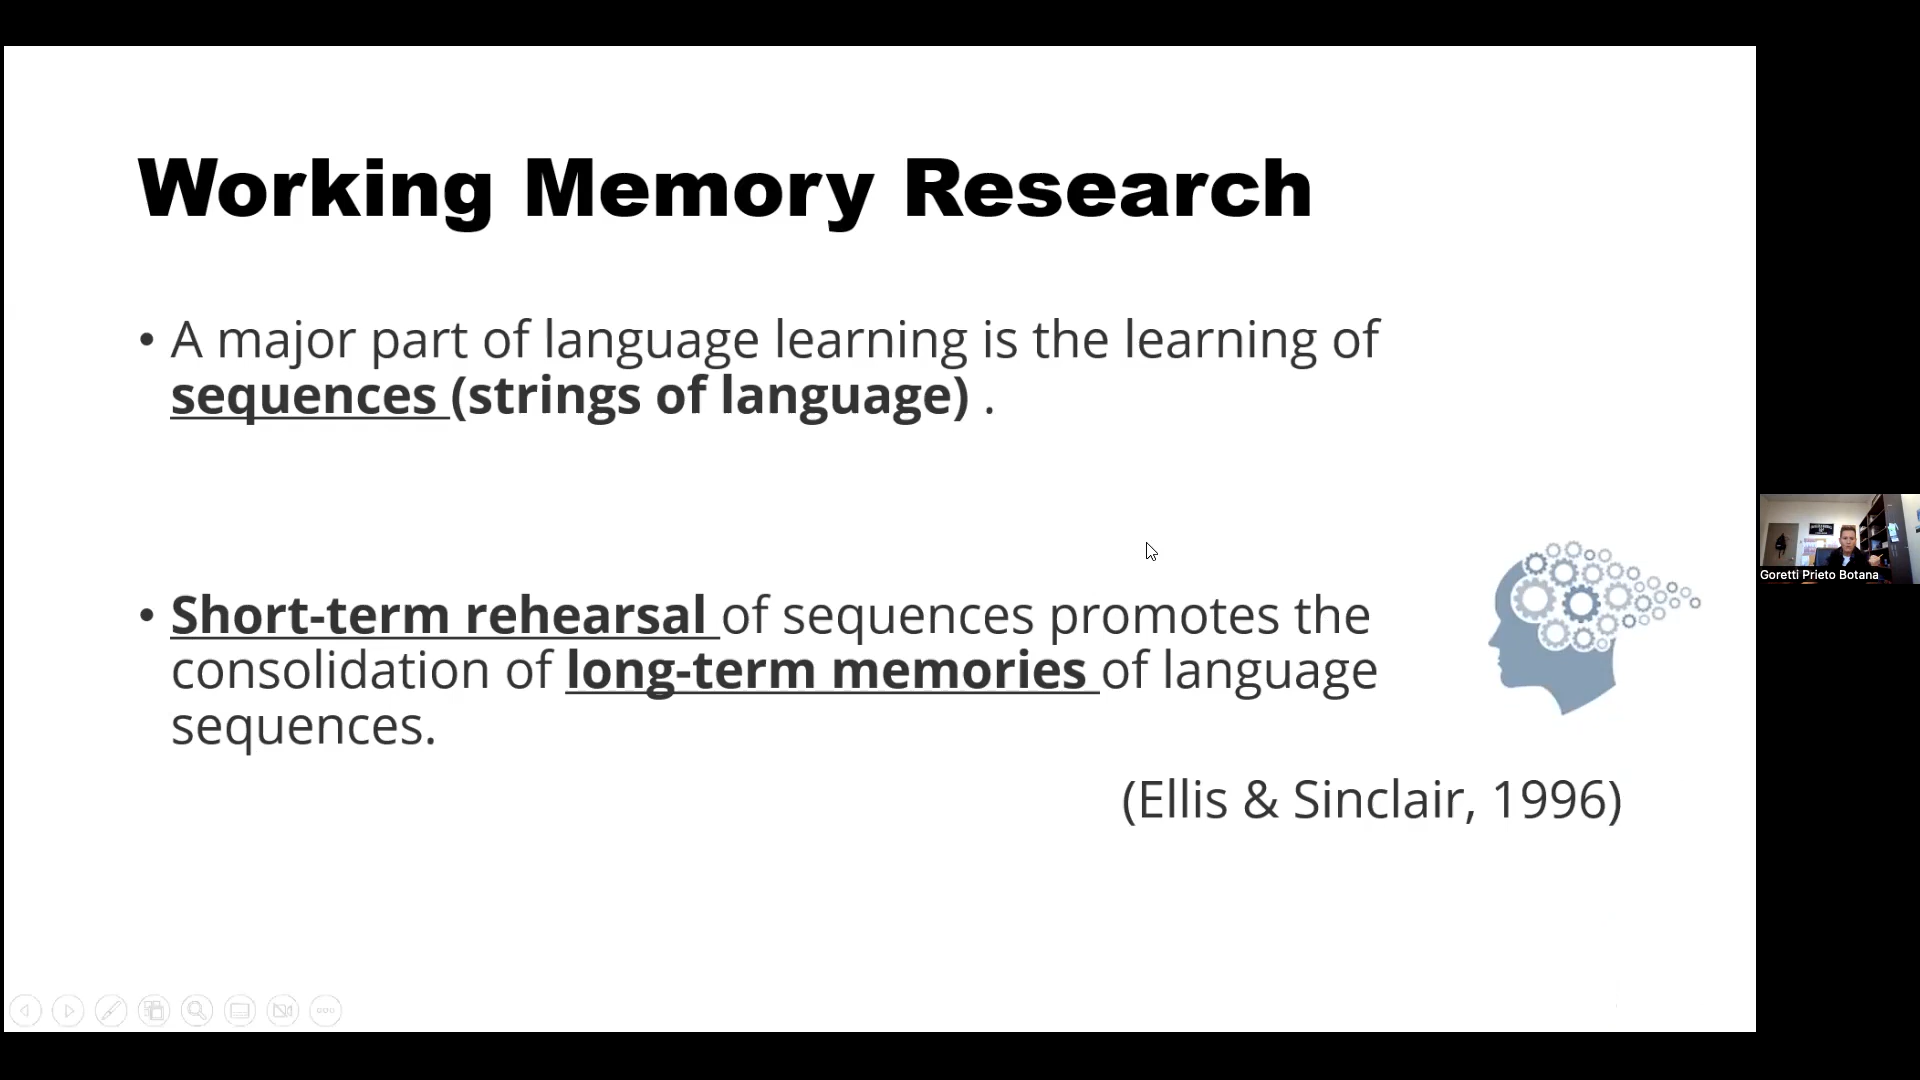 Working Memory Research
• A major part of language learning is the learning of
sequences (strings of language) .
• Short-term rehearsal of sequences promotes the
consolidation of long-term memories of language
sequences.
(Ellis & Sinclair, 1996)
Goretti Prieto Botana